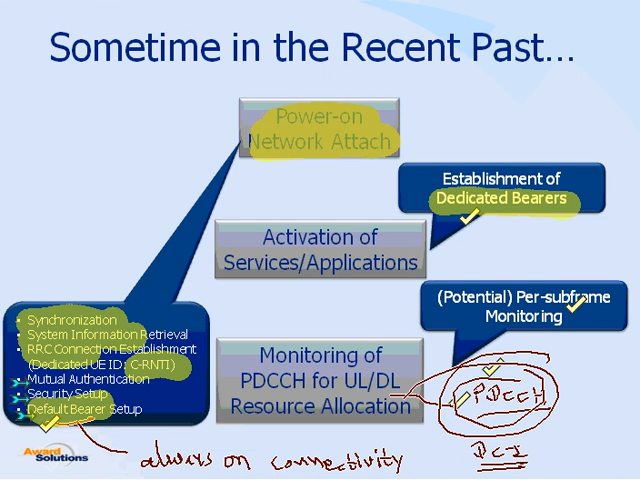 Sometime in the Recent Past...
Power-on
Network Attach
Establishment of
Dedicated Bearers
Activation of
Services/Applications
(Potential) Per-subframe
Monitoring
• Synchronization
• System Information Retrieval
• RRC Connection Establishment
(Dedicated UE ID: C-RNTI)
• Mutual Authentication
• Security Setup
• Default Bearer Setup
Monitoring of
PDCCH for UL/DL
Resource Allocation
PDCCH
DCI
always on connectivity
Award
Solutions